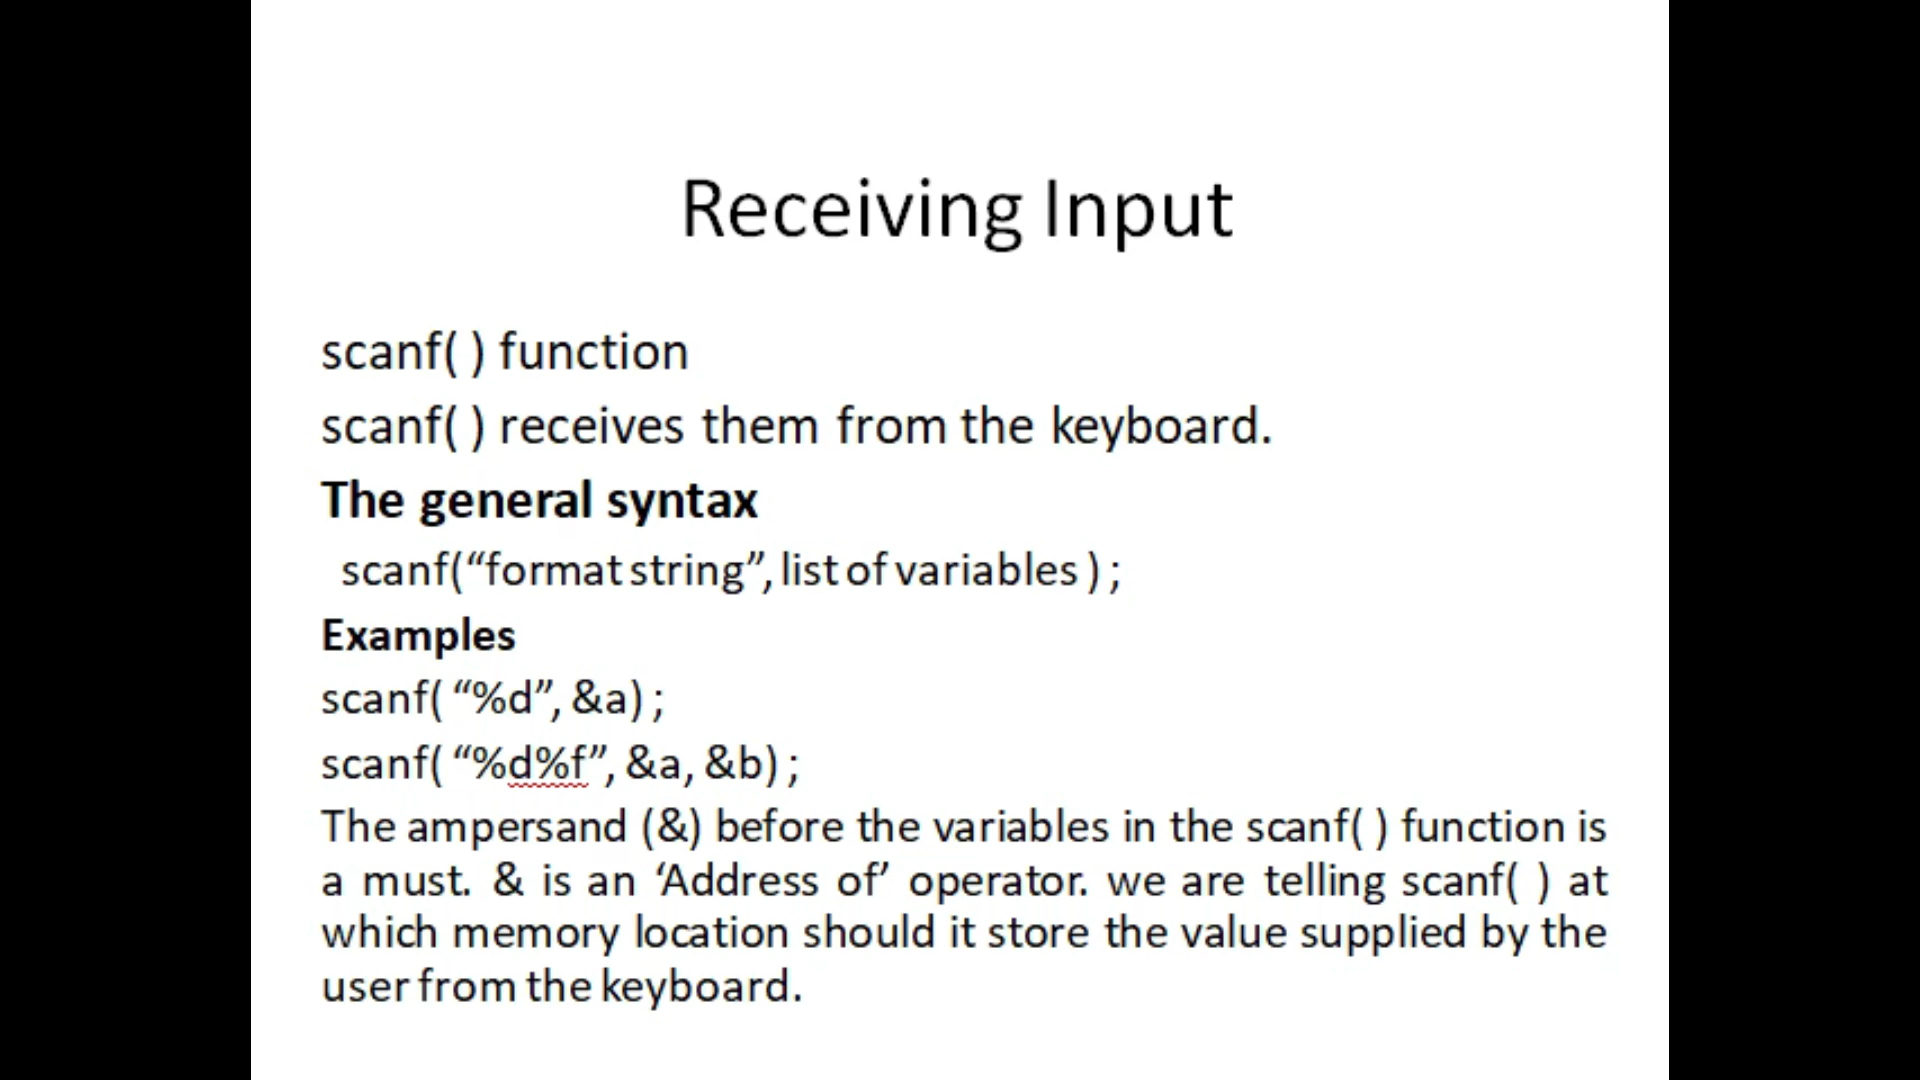 Receiving Input
scanf( ) function
scanf( ) receives them from the keyboard.
The general syntax
scanf(“format string”, list of variables ) ;
Examples
scanf( “%d”, &a) ;
scanf( “%d%f”, &a, &b) ;
The ampersand (&) before the variables in the scanf( ) function is
a must. & is an ‘Address of’ operator. we are telling scanf( ) at
which memory location should it store the value supplied by the
user from the keyboard.